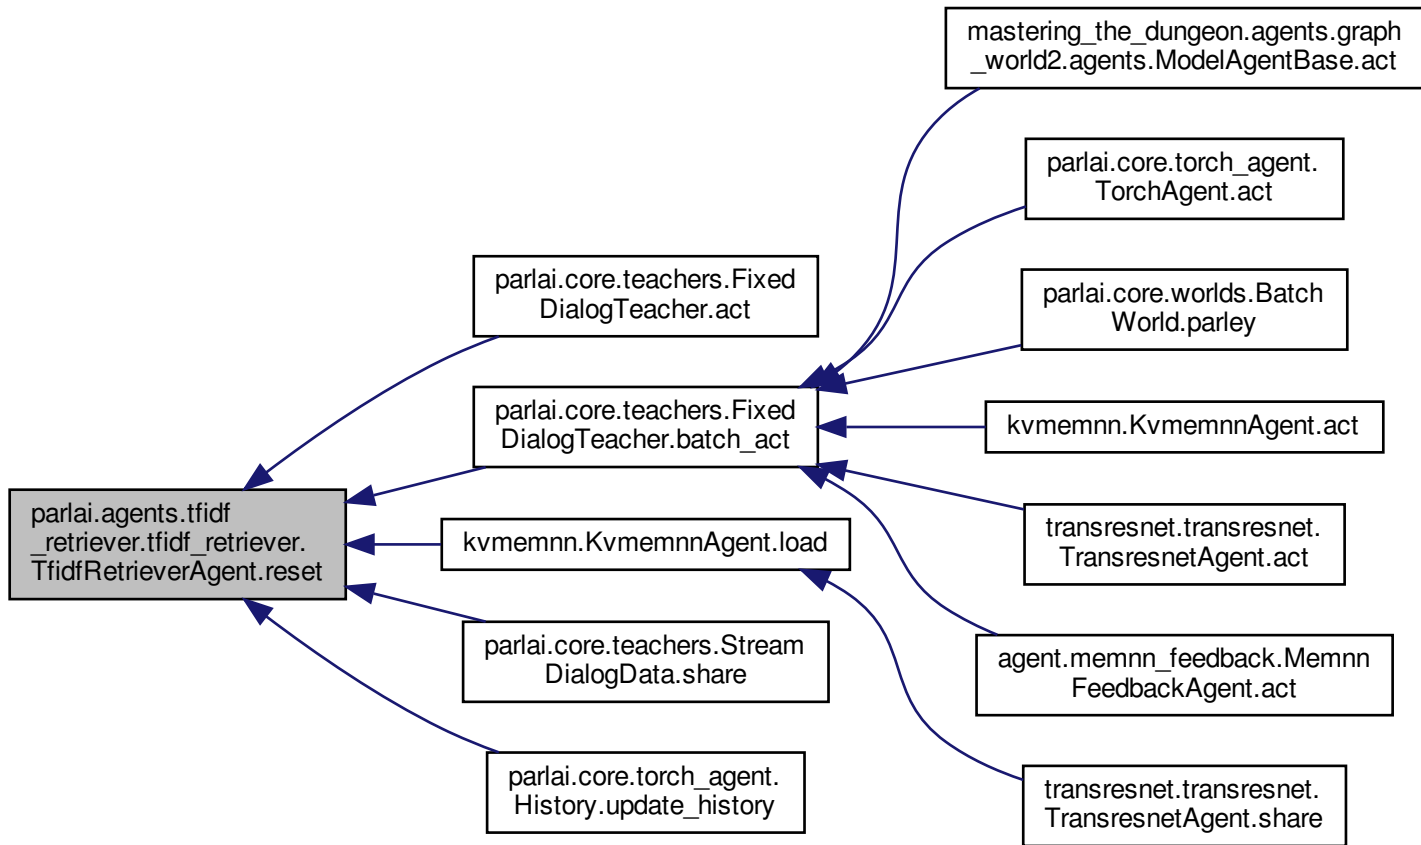 mastering_the_dungeon.agents.graph
_world2.agents.ModelAgentBase.act
parlai.core.torch_agent.
TorchAgent.act
parlai.core.teachers.Fixed
DialogTeacher.act
parlai.core.worlds.Batch
World.parley
parlai.core.teachers.Fixed
DialogTeacher.batch_act
kvmemnn.KvmemnnAgent.act
parlai.agents.tfidf
_retriever.tfidf_retriever.
TfidfRetrieverAgent.reset
kvmemnn.KvmemnnAgent.load
transresnet.transresnet.
TransresnetAgent.act
parlai.core.teachers.Stream
DialogData.share
agent.memnn_feedback.Memnn
FeedbackAgent.act
parlai.core.torch_agent.
History.update_history
transresnet.transresnet.
TransresnetAgent.share